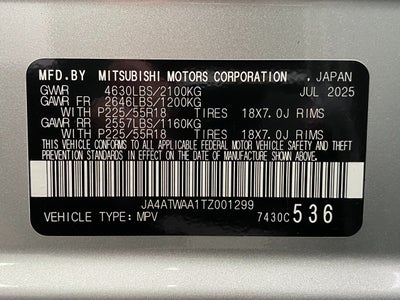 MFD.BY MITSUBISHI MOTORS CORPORATION , JAPAN
GVWR 4630LBS/2100KG JUL 2025
GAWR FR 2646LBS/1200KG
WITH P225/55R18 TIRES 18X7.0J RIMS
GAWR RR 2557LBS/1160KG
WITH P225/55R18 TIRES 18X7.0J RIMS
THIS VEHICLE CONFORMS TO ALL APPLICABLE FEDERAL MOTOR VEHICLE SAFETY AND THEFT
PREVENTION STANDARDS IN EFFECT ON THE DATE OF MANUFACTURE SHOWN ABOVE.
JA4ATWAA1TZ001299
VEHICLE TYPE: MPV 7430C 536